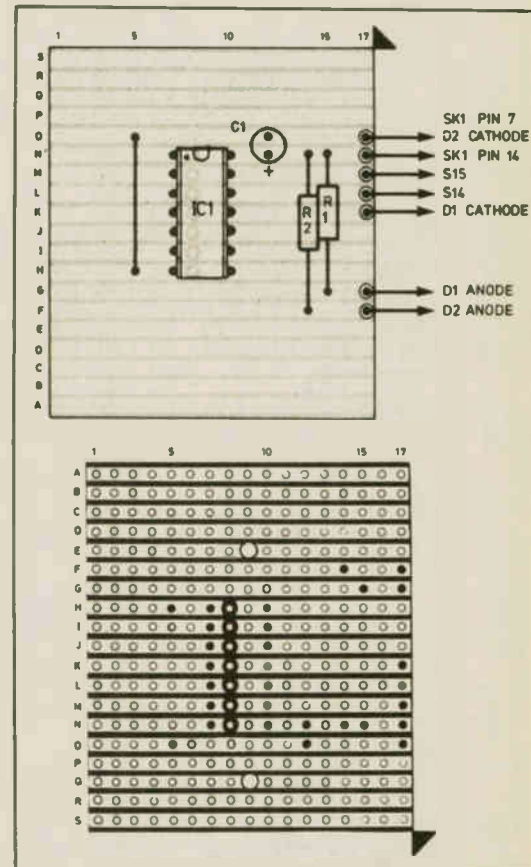 1 5 10 15 17
S
R
Q
P
O
N
M
L
K
J
I
H
G
F
E
D
C
B
A
C1
+
IC1
R2
R1
SK1 PIN 7
D2 CATHODE
SK1 PIN 14
S15
S14
D1 CATHODE
D1 ANODE
D2 ANODE
1 5 10 15 17
A
B
C
D
E
F
G
H
I
J
K
L
M
N
O
P
Q
R
S